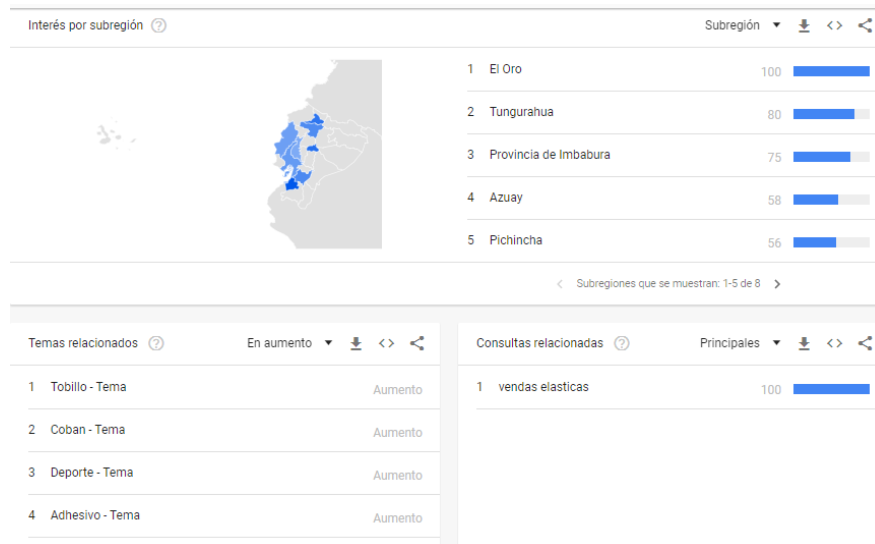 Interés por subregión ? Subregión
1 El Oro 100
2 Tungurahua 80
3 Provincia de Imbabura 75
4 Azuay 58
5 Pichincha 56
Subregiones que se muestran: 1-5 de 8
Temas relacionados ? En aumento
1 Tobillo - Tema Aumento
2 Coban - Tema Aumento
3 Deporte - Tema Aumento
4 Adhesivo - Tema Aumento
Consultas relacionadas ? Principales
1 vendas elasticas 100